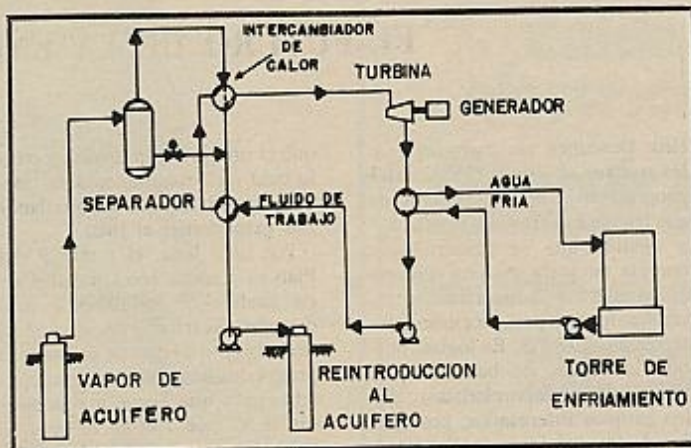 INTERCAMBIADOR
DE
CALOR
TURBINA
GENERADOR
SEPARADOR
FLUIDO DE
TRABAJO
AGUA
FRIA
VAPOR DE
ACUIFERO
REINTRODUCCION
AL
ACUIFERO
TORRE DE
ENFRIAMIENTO